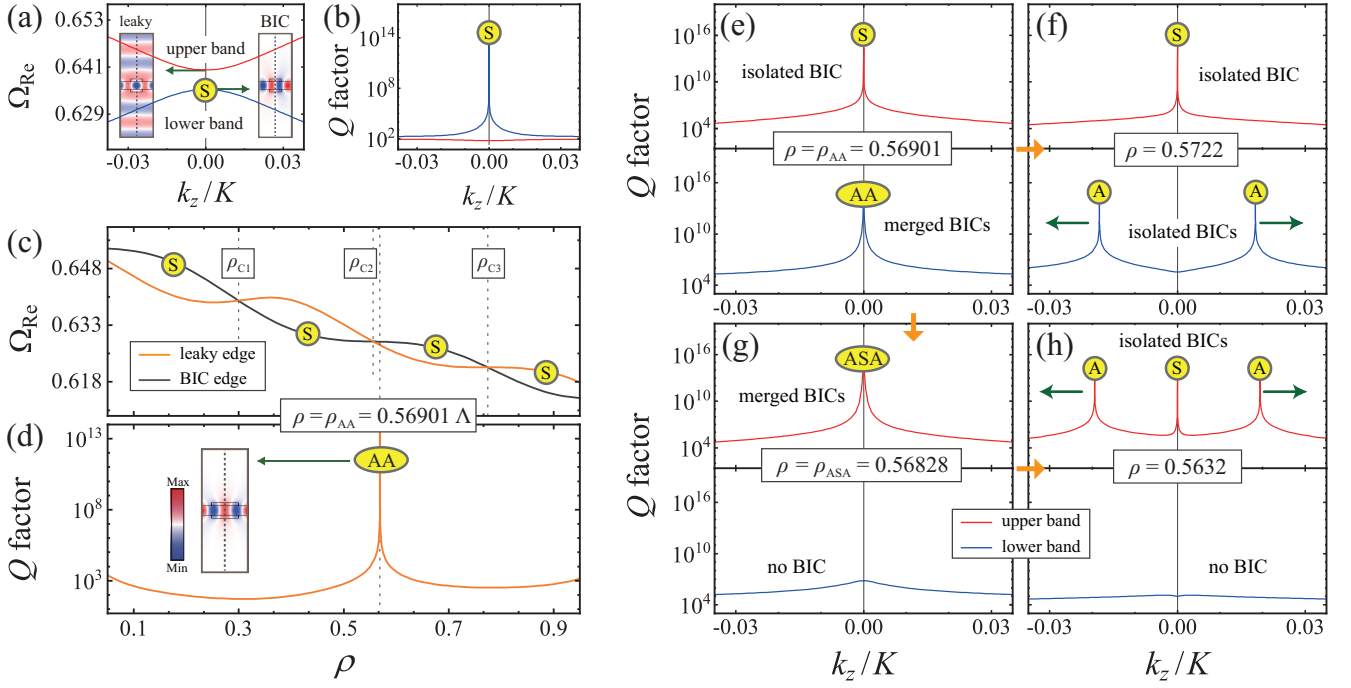 (a)
0.653
0.641
0.629
Ω_Re
leaky
BIC
upper band
S
lower band
-0.03 0.00 0.03
k_z/K
(b)
10^14
10^8
10^2
Q factor
S
-0.03 0.00 0.03
k_z/K
(c)
0.648
0.633
0.618
Ω_Re
S
ρ_C1
S
ρ_C2
S
ρ_C3
S
leaky edge
BIC edge
ρ = ρ_AA = 0.56901 Λ
(d)
10^13
10^8
10^3
Q factor
AA
Max
Min
0.1 0.3 0.5 0.7 0.9
ρ
(e)
10^16
10^10
10^4
S
isolated BIC
ρ = ρ_AA = 0.56901
Q factor
10^16
10^10
10^4
AA
merged BICs
-0.03 0.00 0.03
(f)
S
isolated BIC
ρ = 0.5722
A
A
isolated BICs
-0.03 0.00 0.03
(g)
10^16
10^10
10^4
ASA
merged BICs
ρ = ρ_ASA = 0.56828
Q factor
10^16
10^10
10^4
no BIC
-0.03 0.00 0.03
k_z/K
(h)
isolated BICs
A
S
A
ρ = 0.5632
upper band
lower band
no BIC
-0.03 0.00 0.03
k_z/K